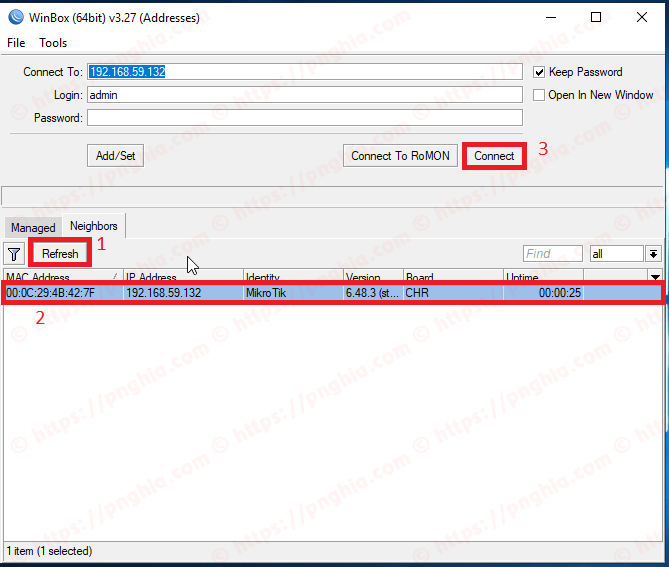 WinBox (64bit) v3.27 (Addresses)
File Tools
Connect To: 192.168.59.132
Keep Password
Login: admin
Open In New Window
Password:
Add/Set
Connect To RoMON
Connect
3
Managed
Neighbors
Refresh
1
Find
all
MAC Address IP Address Identity Version Board Uptime
00:0C:29:4B:42:7F 192.168.59.132 MikroTik 6.48.3 (st... CHR 00:00:25
2
1 item (1 selected)
© https://pnghia.com